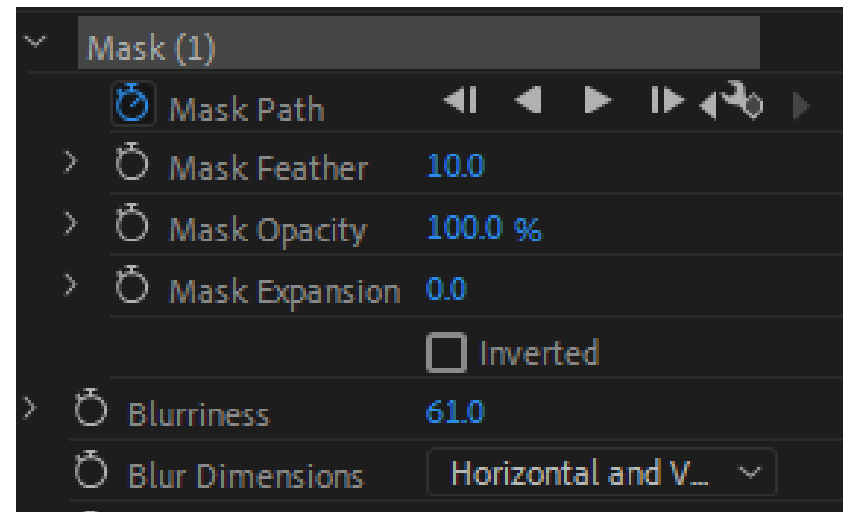 Mask (1)
Mask Path
Mask Feather 10.0
Mask Opacity 100.0 %
Mask Expansion 0.0
Inverted
Blurriness 61.0
Blur Dimensions Horizontal and V...